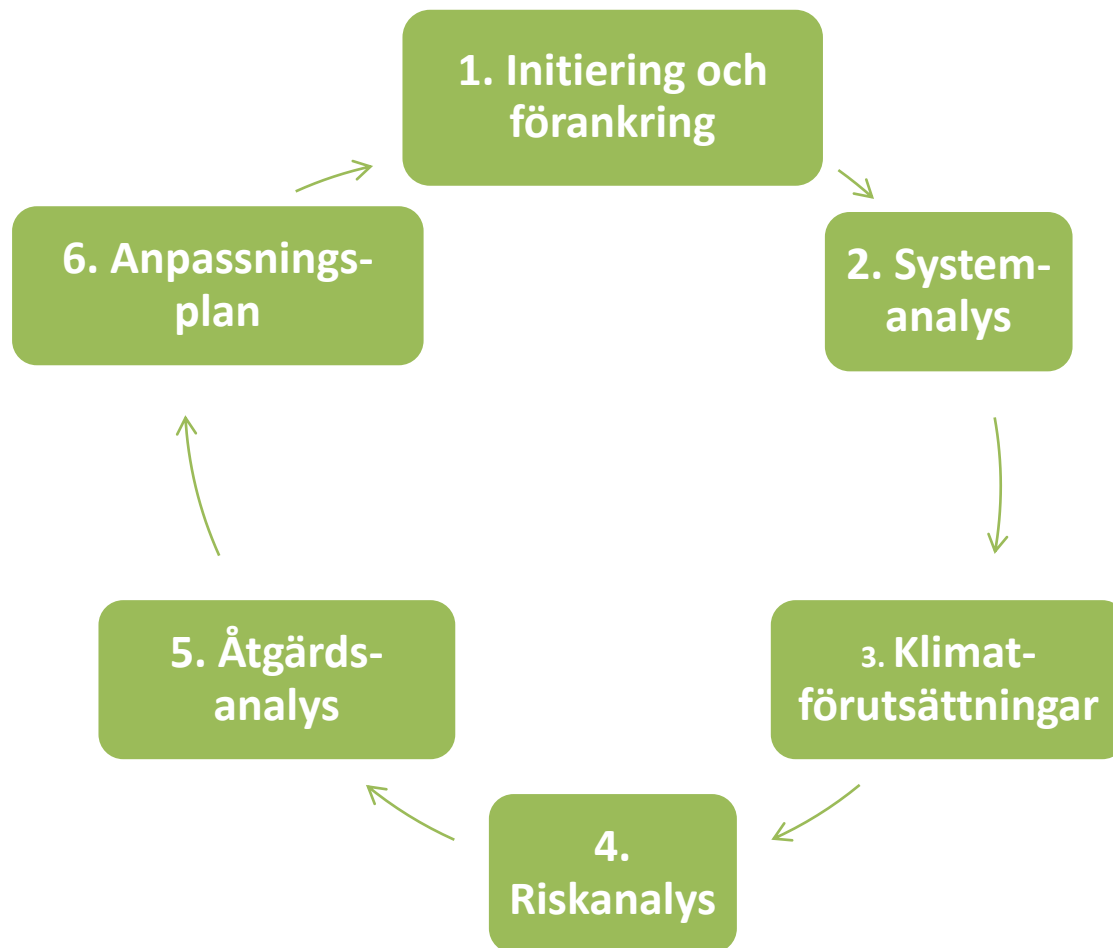 1. Initiering och
förankring
2. System-
analys
3. Klimat-
förutsättningar
4.
Riskanalys
5. Åtgärds-
analys
6. Anpassnings-
plan